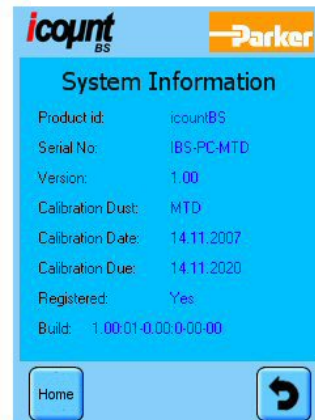 icount
BS
Parker
System Information
Product id: icountBS
Serial No: IBS-PC-MTD
Version: 1.00
Calibration Dust: MTD
Calibration Date: 14.11.2007
Calibration Due: 14.11.2020
Registered: Yes
Build: 1.00:01-0.00:0-00-00
Home